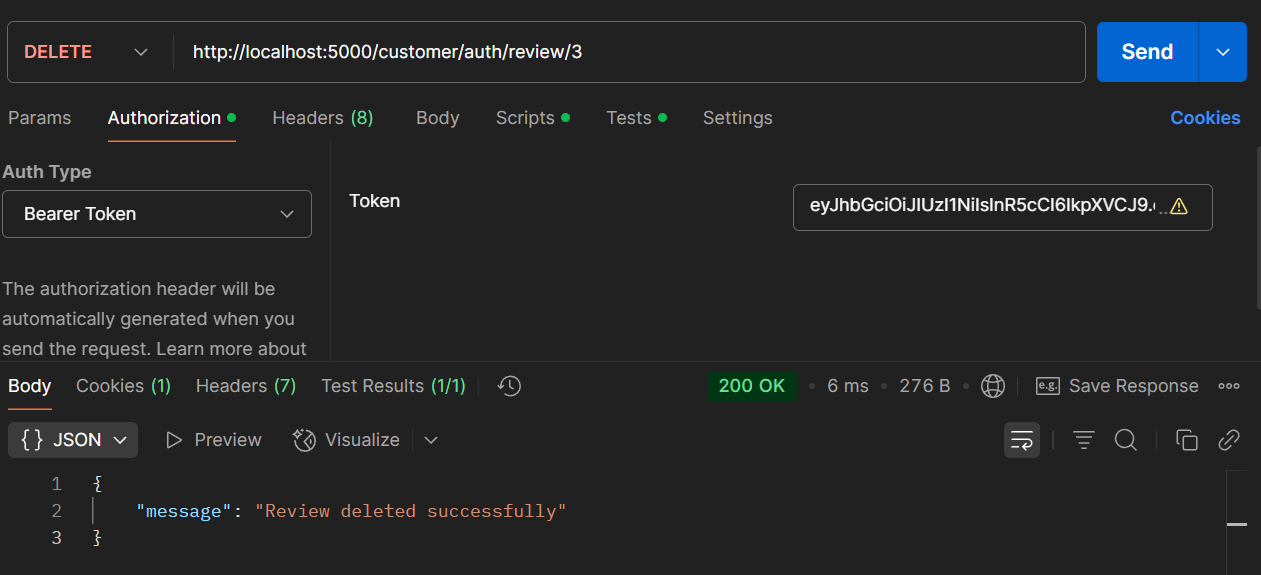 DELETE http://localhost:5000/customer/auth/review/3 Send
Params Authorization Headers (8) Body Scripts Tests Settings Cookies
Auth Type
Bearer Token
The authorization header will be
automatically generated when you
send the request. Learn more about
Token
eyJhbGciOiJIUzI1NiIsInR5cCI6IkpXVCJ9.
Body Cookies (1) Headers (7) Test Results (1/1) 200 OK • 6 ms • 276 B • e.g. Save Response
{} JSON Preview Visualize
1 {
2 "message": "Review deleted successfully"
3 }